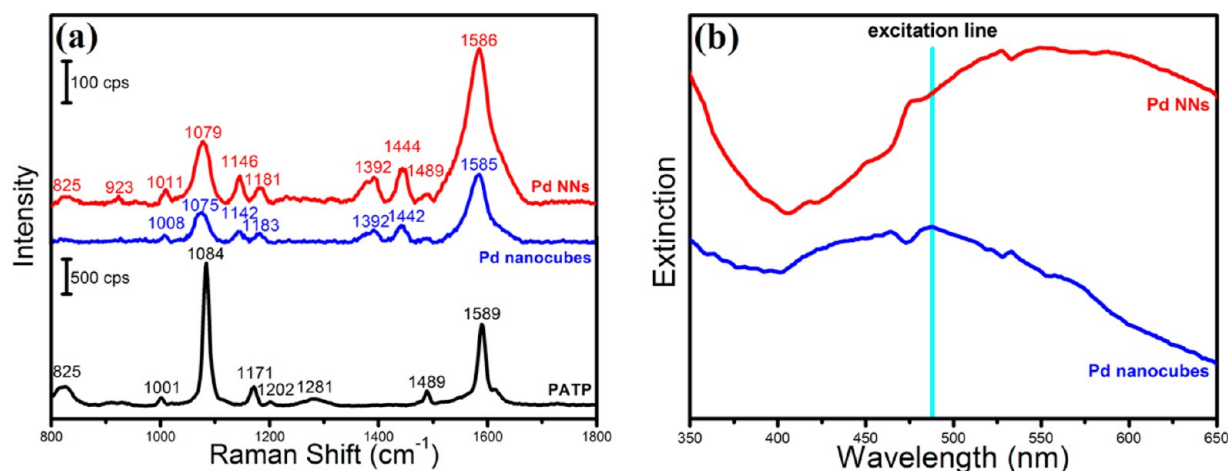 (a)
100 cps
1586
1079
1444
825
923
1011
1146
1181
1392
1489
1585
Pd NNs
1008
1075
1142
1183
1392
1442
Pd nanocubes
500 cps
1084
1589
825
1001
1171
1202
1281
1489
PATP
Intensity
800
1000
1200
1400
1600
1800
Raman Shift (cm-1)
(b)
excitation line
Pd NNs
Pd nanocubes
Extinction
350
400
450
500
550
600
650
Wavelength (nm)